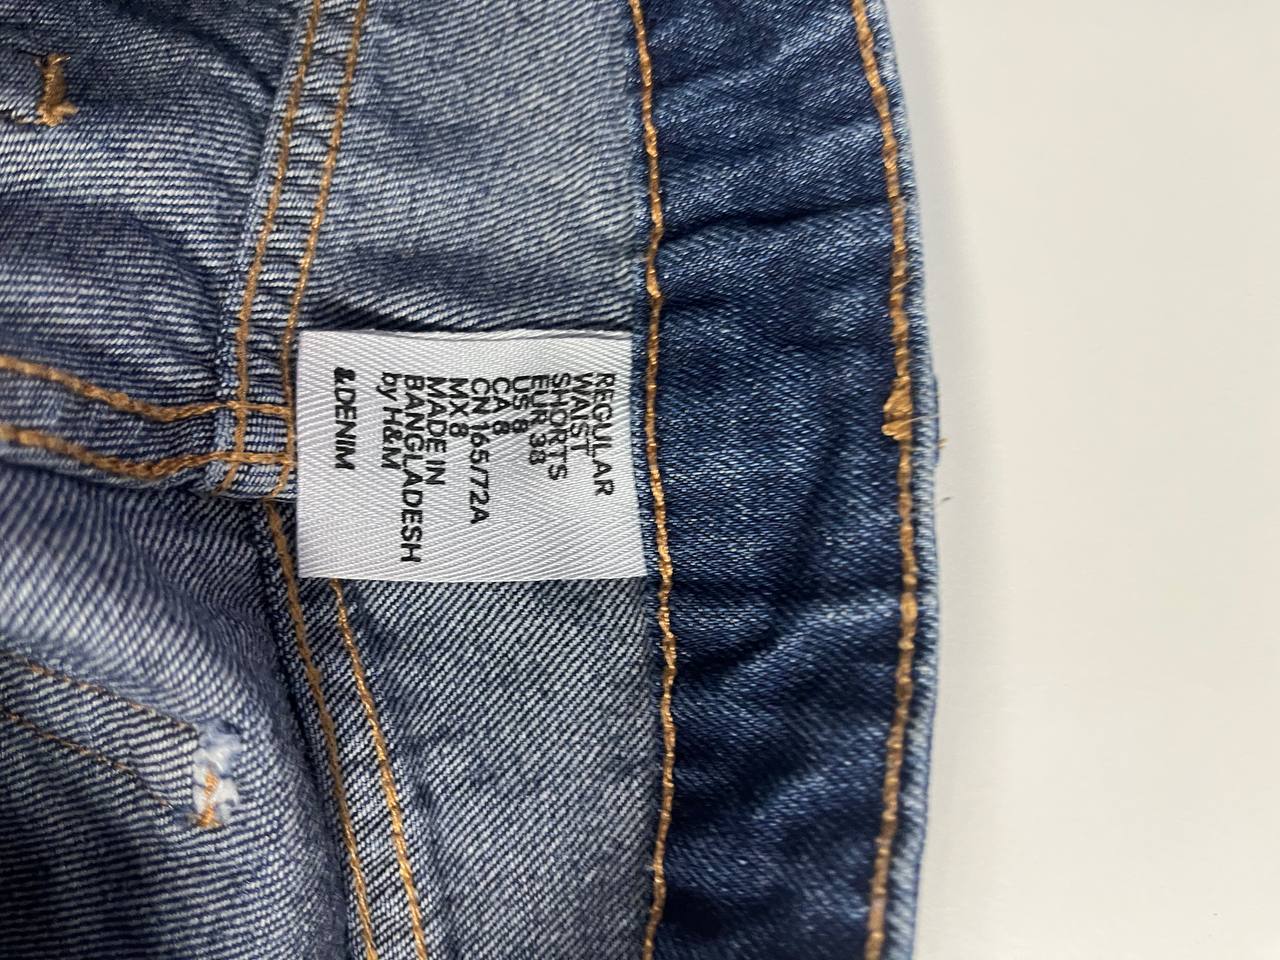 REGULAR
WAIST
SHORTS
EUR 38
US 8
CA 8
CN 165/72A
MX 8
MADE IN
BANGLADESH
by H&M
&DENIM